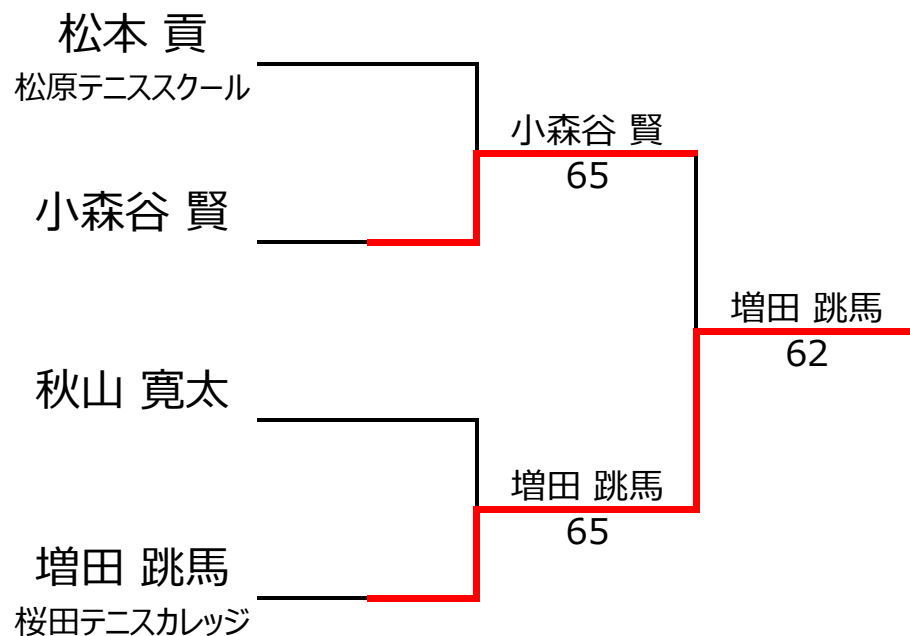 松本 貢
松原テニススクール
小森谷 賢
65
小森谷 賢
増田 跳馬
62
秋山 寛太
増田 跳馬
65
増田 跳馬
桜田テニスカレッジ